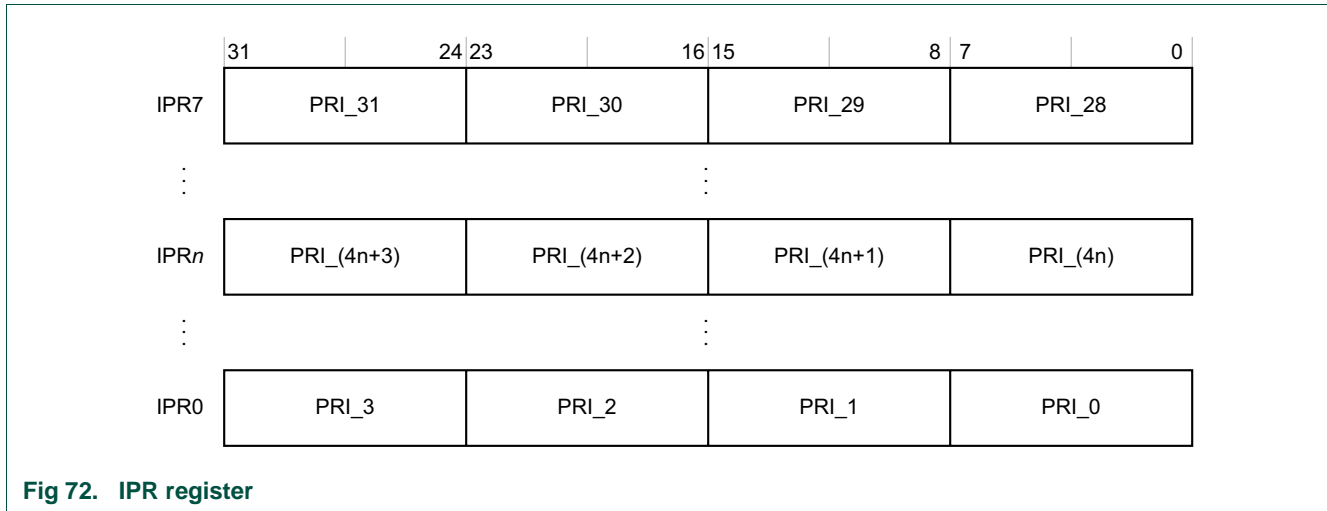 31 24 23 16 15 8 7 0
IPR7 PRI_31 PRI_30 PRI_29 PRI_28
IPRn PRI_(4n+3) PRI_(4n+2) PRI_(4n+1) PRI_(4n)
IPR0 PRI_3 PRI_2 PRI_1 PRI_0
Fig 72. IPR register